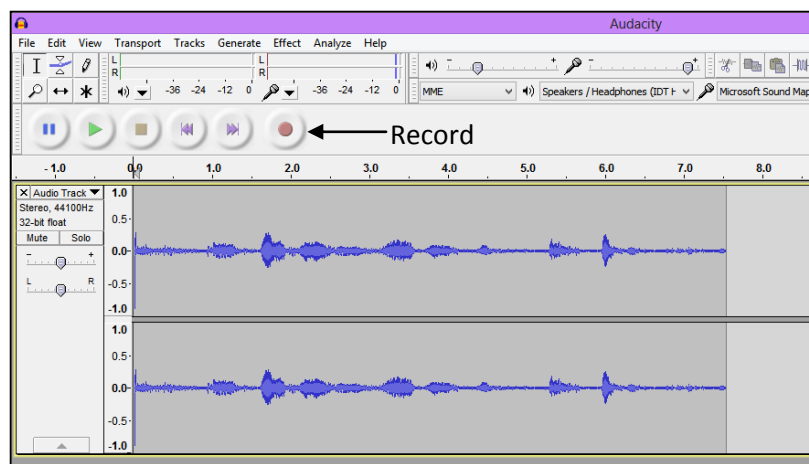 Audacity
File Edit View Transport Tracks Generate Effect Analyze Help
L
R
L
R
-36 -24 -12 0
-36 -24 -12 0
- +
- +
MME
Speakers / Headphones (IDT H
Microsoft Sound Map
Record
- 1.0 0.0 1.0 2.0 3.0 4.0 5.0 6.0 7.0 8.0
X Audio Track
Stereo, 44100Hz
32-bit float
Mute Solo
- +
L R
1.0
0.5-
0.0-
-0.5-
-1.0
1.0
0.5-
0.0-
-0.5-
-1.0